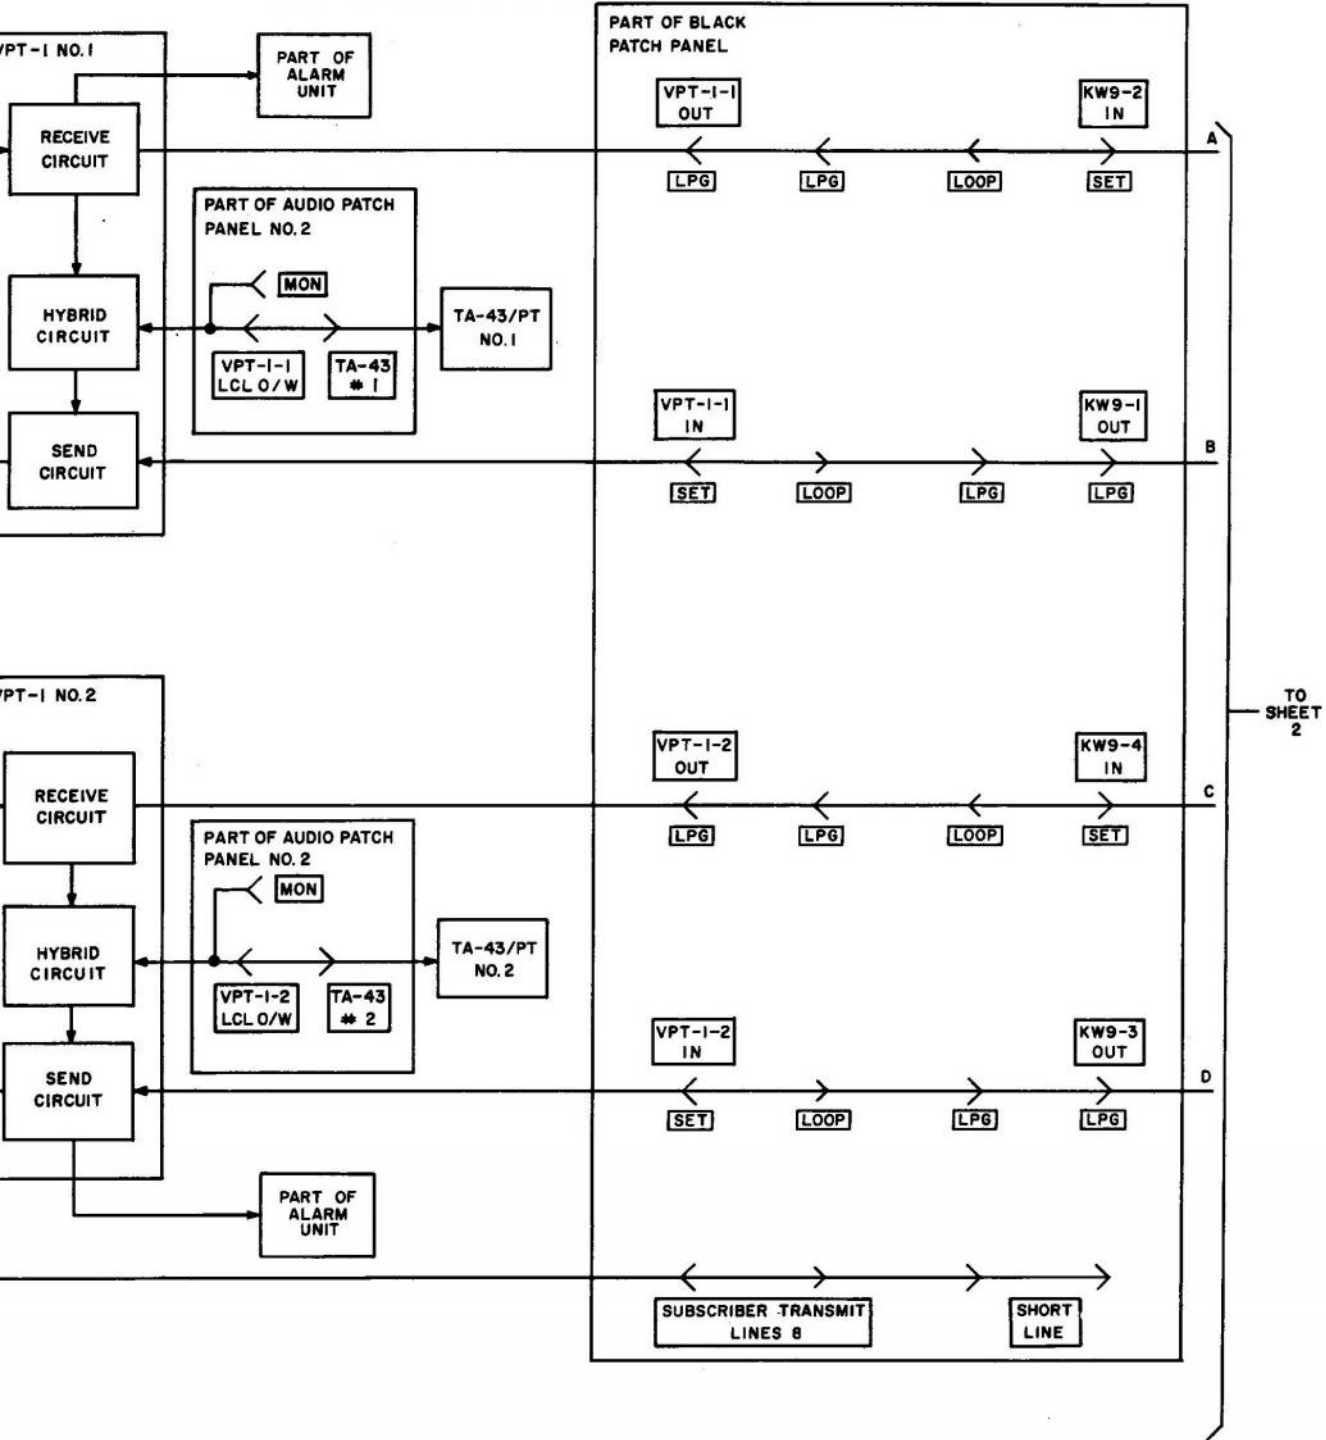 VPT-1 NO.1
PART OF
ALARM
UNIT
RECEIVE
CIRCUIT
PART OF AUDIO PATCH
PANEL NO.2
MON
HYBRID
CIRCUIT
VPT-1-1
LCL O/W
TA-43
# 1
TA-43/PT
NO.1
SEND
CIRCUIT
PART OF BLACK
PATCH PANEL
VPT-1-1
OUT
KW9-2
IN
A
LPG
LPG
LOOP
SET
VPT-1-1
IN
KW9-1
OUT
B
SET
LOOP
LPG
LPG
VPT-1 NO.2
RECEIVE
CIRCUIT
PART OF AUDIO PATCH
PANEL NO.2
MON
HYBRID
CIRCUIT
VPT-1-2
LCL O/W
TA-43
# 2
TA-43/PT
NO.2
SEND
CIRCUIT
PART OF
ALARM
UNIT
VPT-1-2
OUT
KW9-4
IN
C
LPG
LPG
LOOP
SET
VPT-1-2
IN
KW9-3
OUT
D
SET
LOOP
LPG
LPG
SUBSCRIBER TRANSMIT
LINES 8
SHORT
LINE
TO
SHEET
2